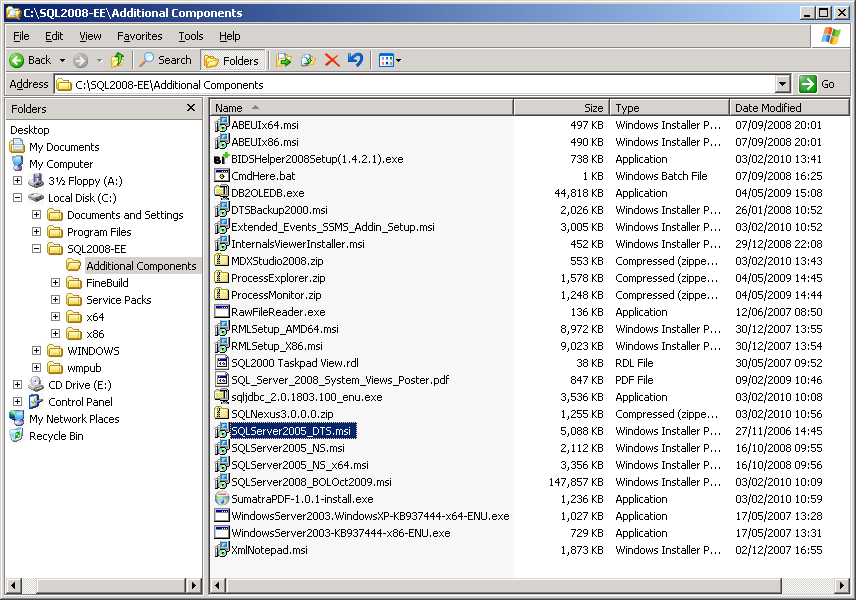 C:\SQL2008-EE\Additional Components
File Edit View Favorites Tools Help
Back Search Folders
Address C:\SQL2008-EE\Additional Components Go
Folders
Desktop
My Documents
My Computer
3½ Floppy (A:)
Local Disk (C:)
Documents and Settings
Program Files
SQL2008-EE
Additional Components
FineBuild
Service Packs
x64
x86
WINDOWS
wmpub
CD Drive (E:)
Control Panel
My Network Places
Recycle Bin
Name Size Type Date Modified
ABEUIx64.msi 497 KB Windows Installer P... 07/09/2008 20:01
ABEUIx86.msi 490 KB Windows Installer P... 07/09/2008 20:01
BIDSHelper2008Setup(1.4.2.1).exe 738 KB Application 03/02/2010 13:41
CmdHere.bat 1 KB Windows Batch File 07/09/2008 16:25
DB2OLEDB.exe 44,818 KB Application 04/05/2009 15:08
DTSBackup2000.msi 2,026 KB Windows Installer P... 26/01/2008 10:52
Extended_Events_SSMS_Addin_Setup.msi 3,005 KB Windows Installer P... 03/02/2010 10:52
InternalsViewerInstaller.msi 452 KB Windows Installer P... 29/12/2008 22:08
MDXStudio2008.zip 553 KB Compressed (zippe... 03/02/2010 13:43
ProcessExplorer.zip 1,578 KB Compressed (zippe... 04/05/2009 14:45
ProcessMonitor.zip 1,248 KB Compressed (zippe... 04/05/2009 14:44
RawFileReader.exe 136 KB Application 12/06/2007 08:50
RMLSetup_AMD64.msi 8,972 KB Windows Installer P... 30/12/2007 13:55
RMLSetup_X86.msi 9,023 KB Windows Installer P... 30/12/2007 13:54
SQL2000 Taskpad View.rdl 38 KB RDL File 30/05/2007 09:52
SQL_Server_2008_System_Views_Poster.pdf 847 KB PDF File 09/02/2009 10:46
sqljdbc_2.0.1803.100_enu.exe 3,536 KB Application 03/02/2010 10:08
SQLNexus3.0.0.0.zip 1,255 KB Compressed (zippe... 03/02/2010 10:56
SQLServer2005_DTS.msi 5,088 KB Windows Installer P... 27/11/2006 14:45
SQLServer2005_NS.msi 2,112 KB Windows Installer P... 16/10/2008 09:55
SQLServer2005_NS_x64.msi 3,356 KB Windows Installer P... 16/10/2008 09:56
SQLServer2008_BOLOct2009.msi 147,857 KB Windows Installer P... 03/02/2010 10:09
SumatraPDF-1.0.1-install.exe 1,236 KB Application 03/02/2010 10:59
WindowsServer2003.WindowsXP-KB937444-x64-ENU.exe 1,027 KB Application 17/05/2007 13:28
WindowsServer2003-KB937444-x86-ENU.exe 729 KB Application 17/05/2007 13:31
XmlNotepad.msi 1,873 KB Windows Installer P... 02/12/2007 16:55